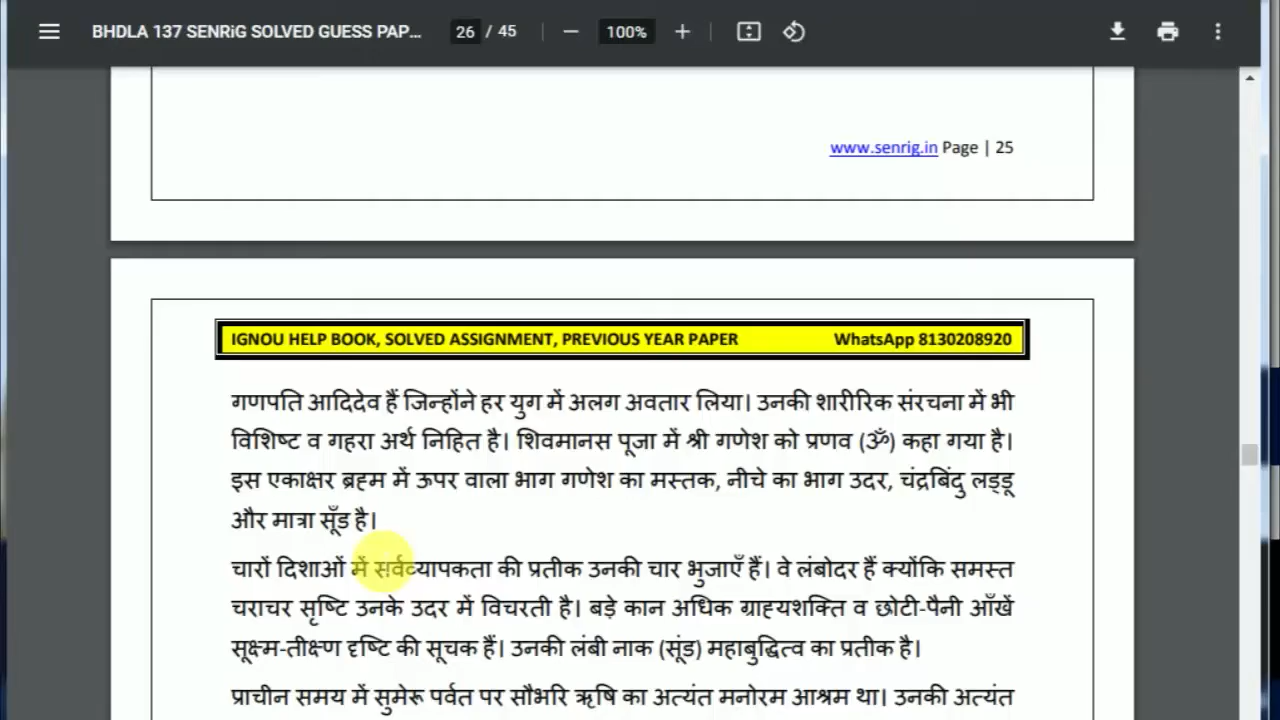 BHDLA 137 SENRiG SOLVED GUESS PAP... 26 / 45 100%
www.senrig.in Page | 25
IGNOU HELP BOOK, SOLVED ASSIGNMENT, PREVIOUS YEAR PAPER WhatsApp 8130208920
गणपति आदिदेव हैं जिन्होंने हर युग में अलग अवतार लिया। उनकी शारीरिक संरचना में भी
विशिष्ट व गहरा अर्थ निहित है। शिवमानस पूजा में श्री गणेश को प्रणव (ॐ) कहा गया है।
इस एकाक्षर ब्रह्म में ऊपर वाला भाग गणेश का मस्तक, नीचे का भाग उदर, चंद्रबिंदु लड्डू
और मात्रा सूँड है।
चारों दिशाओं में सर्वव्यापकता की प्रतीक उनकी चार भुजाएँ हैं। वे लंबोदर हैं क्योंकि समस्त
चराचर सृष्टि उनके उदर में विचरती है। बड़े कान अधिक ग्राह्यशक्ति व छोटी-पैनी आँखें
सूक्ष्म-तीक्ष्ण दृष्टि की सूचक हैं। उनकी लंबी नाक (सूंड) महाबुद्धित्व का प्रतीक है।
प्राचीन समय में सुमेरू पर्वत पर सौभरि ऋषि का अत्यंत मनोरम आश्रम था। उनकी अत्यंत